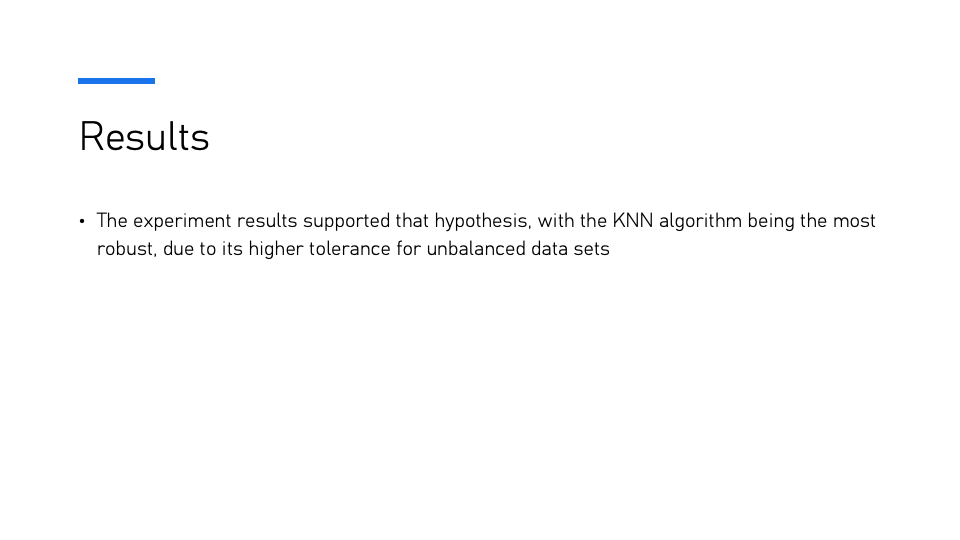 Results
• The experiment results supported that hypothesis, with the KNN algorithm being the most
robust, due to its higher tolerance for unbalanced data sets